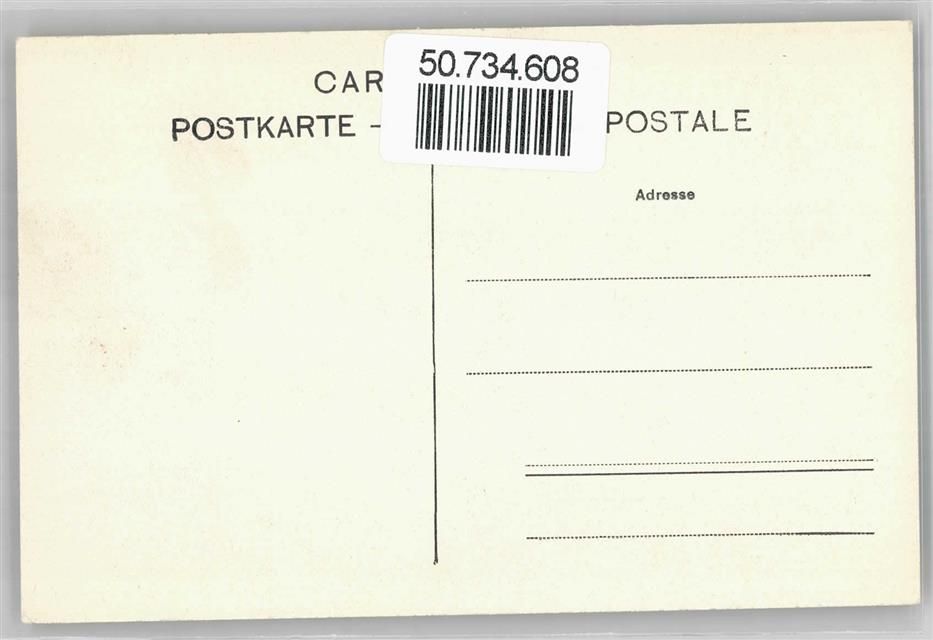 50.734.608
CAR
POSTKARTE – POSTALE
Adresse